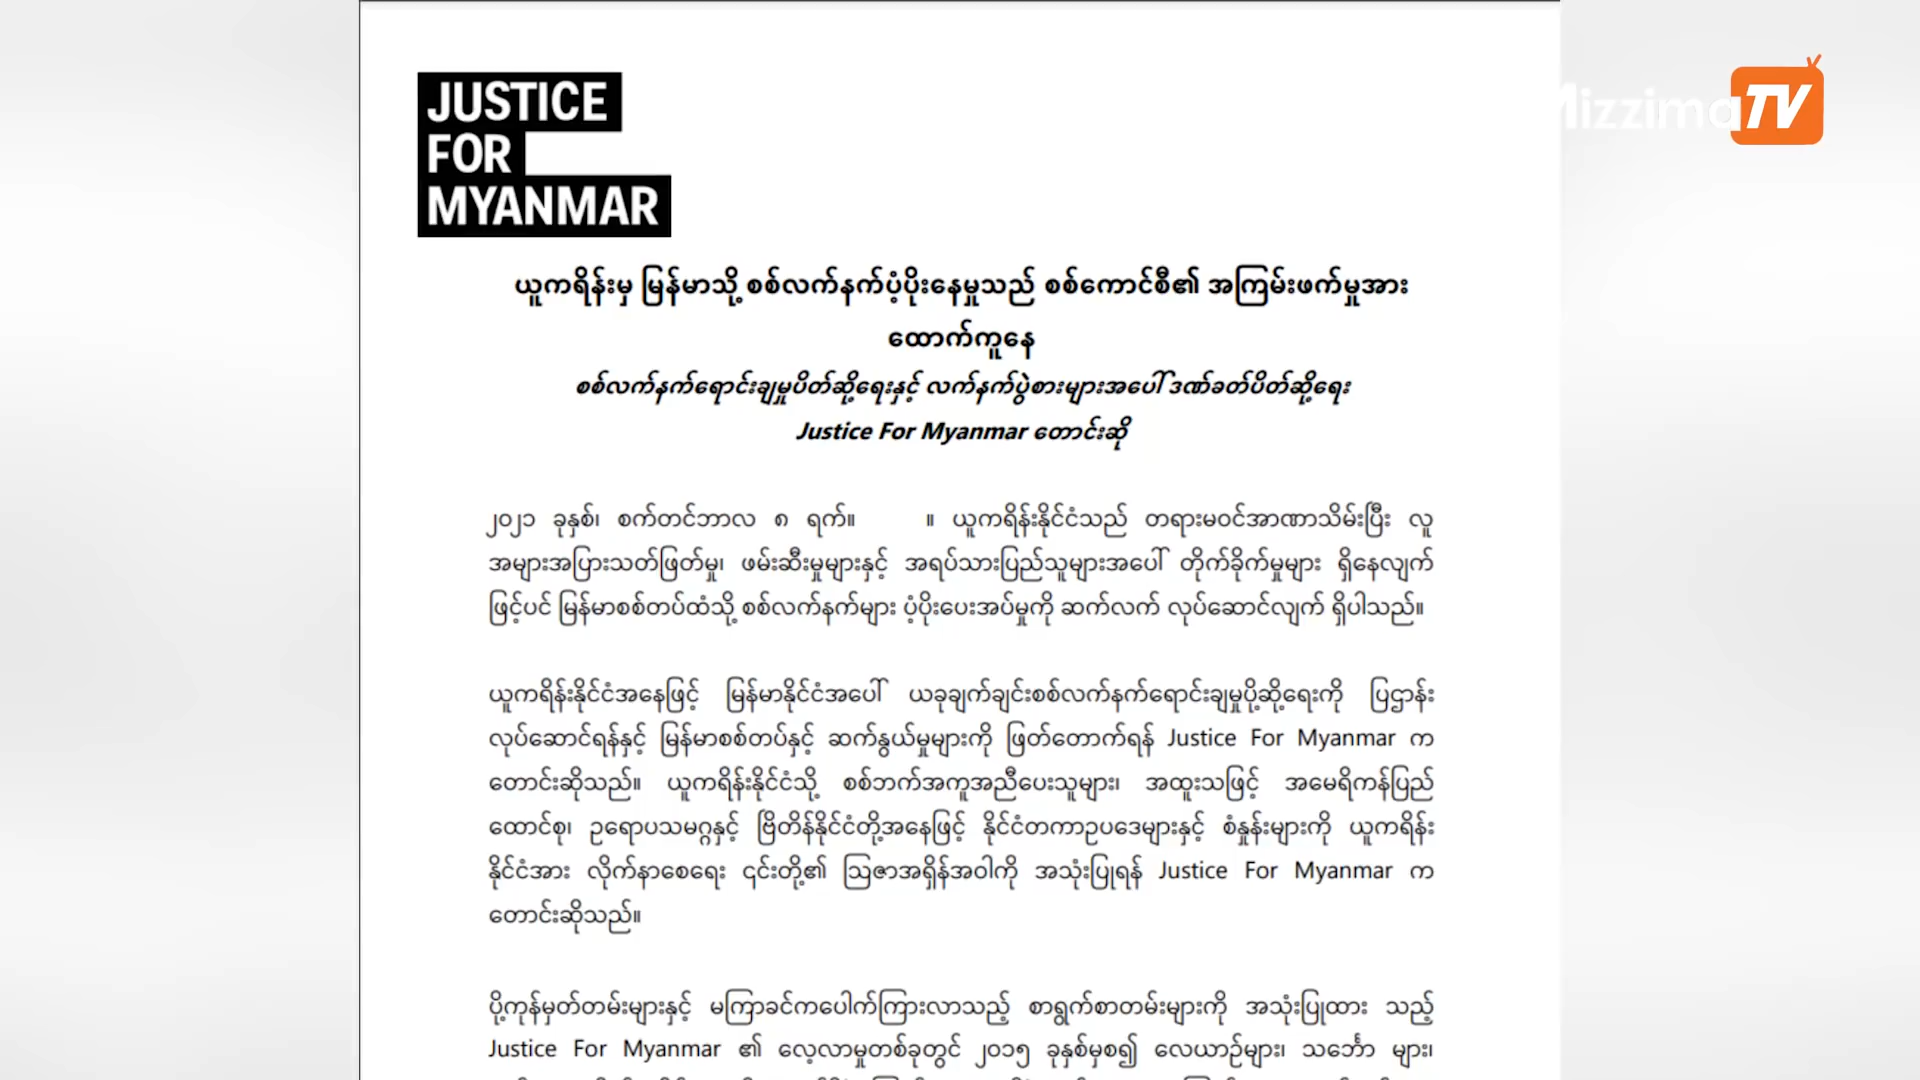 JUSTICE
FOR
MYANMAR
Mizzima TV
ယူကရိန်းမှ မြန်မာသို့ စစ်လက်နက်ပံ့ပိုးနေမှုသည် စစ်ကောင်စီ၏ အကြမ်းဖက်မှုအား
ထောက်ကူနေ
စစ်လက်နက်ရောင်းချမှုပိတ်ဆို့ရေးနှင့် လက်နက်ပွဲစားများအပေါ် ဒဏ်ခတ်ပိတ်ဆို့ရေး
Justice For Myanmar တောင်းဆို
၂၀၂၁ ခုနှစ်၊ စက်တင်ဘာလ ၈ ရက်။ ။ ယူကရိန်းနိုင်ငံသည် တရားမဝင်အာဏာသိမ်းပြီး လူ
အများအပြားသတ်ဖြတ်မှု၊ ဖမ်းဆီးမှုများနှင့် အရပ်သားပြည်သူများအပေါ် တိုက်ခိုက်မှုများ ရှိနေလျက်
ဖြင့်ပင် မြန်မာစစ်တပ်ထံသို့ စစ်လက်နက်များ ပံ့ပိုးပေးအပ်မှုကို ဆက်လက် လုပ်ဆောင်လျက် ရှိပါသည်။
ယူကရိန်းနိုင်ငံအနေဖြင့် မြန်မာနိုင်ငံအပေါ် ယခုချက်ချင်းစစ်လက်နက်ရောင်းချမှုပို့ဆို့ရေးကို ပြဌာန်း
လုပ်ဆောင်ရန်နှင့် မြန်မာစစ်တပ်နှင့် ဆက်နွယ်မှုများကို ဖြတ်တောက်ရန် Justice For Myanmar က
တောင်းဆိုသည်။ ယူကရိန်းနိုင်ငံသို့ စစ်ဘက်အကူအညီပေးသူများ၊ အထူးသဖြင့် အမေရိကန်ပြည်
ထောင်စု၊ ဥရောပသမဂ္ဂနှင့် ဗြိတိန်နိုင်ငံတို့အနေဖြင့် နိုင်ငံတကာဥပဒေများနှင့် စံနှုန်းများကို ယူကရိန်း
နိုင်ငံအား လိုက်နာစေရေး ၎င်းတို့၏ ဩဇာအရှိန်အဝါကို အသုံးပြုရန် Justice For Myanmar က
တောင်းဆိုသည်။
ပို့ကုန်မှတ်တမ်းများနှင့် မကြာခင်ကပေါက်ကြားလာသည့် စာရွက်စာတမ်းများကို အသုံးပြုထား သည့်
Justice For Myanmar ၏ လေ့လာမှုတစ်ခုတွင် ၂၀၁၅ ခုနှစ်မှစ၍ လေယာဉ်များ၊ သင်္ဘော များ၊